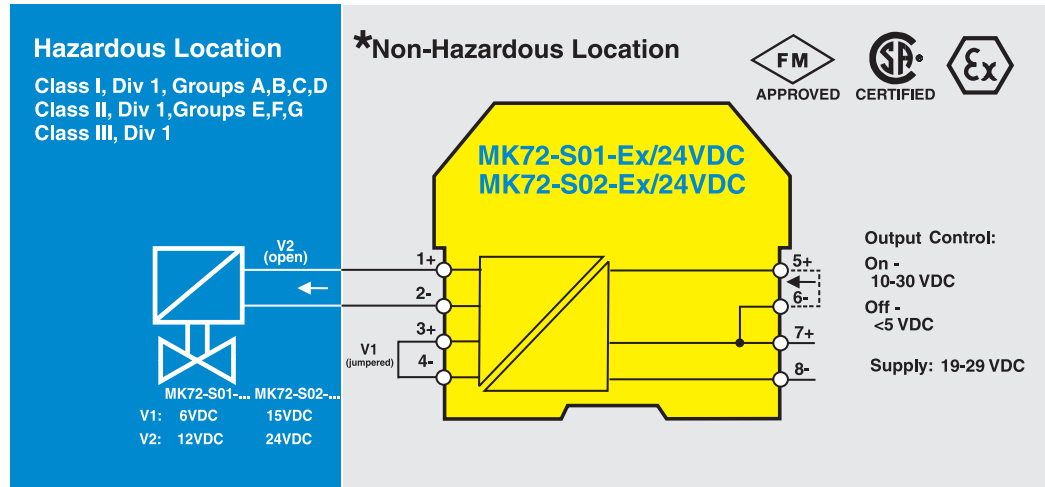 Hazardous Location
Class I, Div 1, Groups A,B,C,D
Class II, Div 1,Groups E,F,G
Class III, Div 1
*Non-Hazardous Location
FM
APPROVED
SA
CERTIFIED
Ex
MK72-S01-Ex/24VDC
MK72-S02-Ex/24VDC
V2
(open)
1+
2-
3+
4-
V1
(jumpered)
5+
6-
7+
8-
Output Control:
On -
10-30 VDC
Off -
<5 VDC
Supply: 19-29 VDC
MK72-S01-... MK72-S02-...
V1: 6VDC 15VDC
V2: 12VDC 24VDC